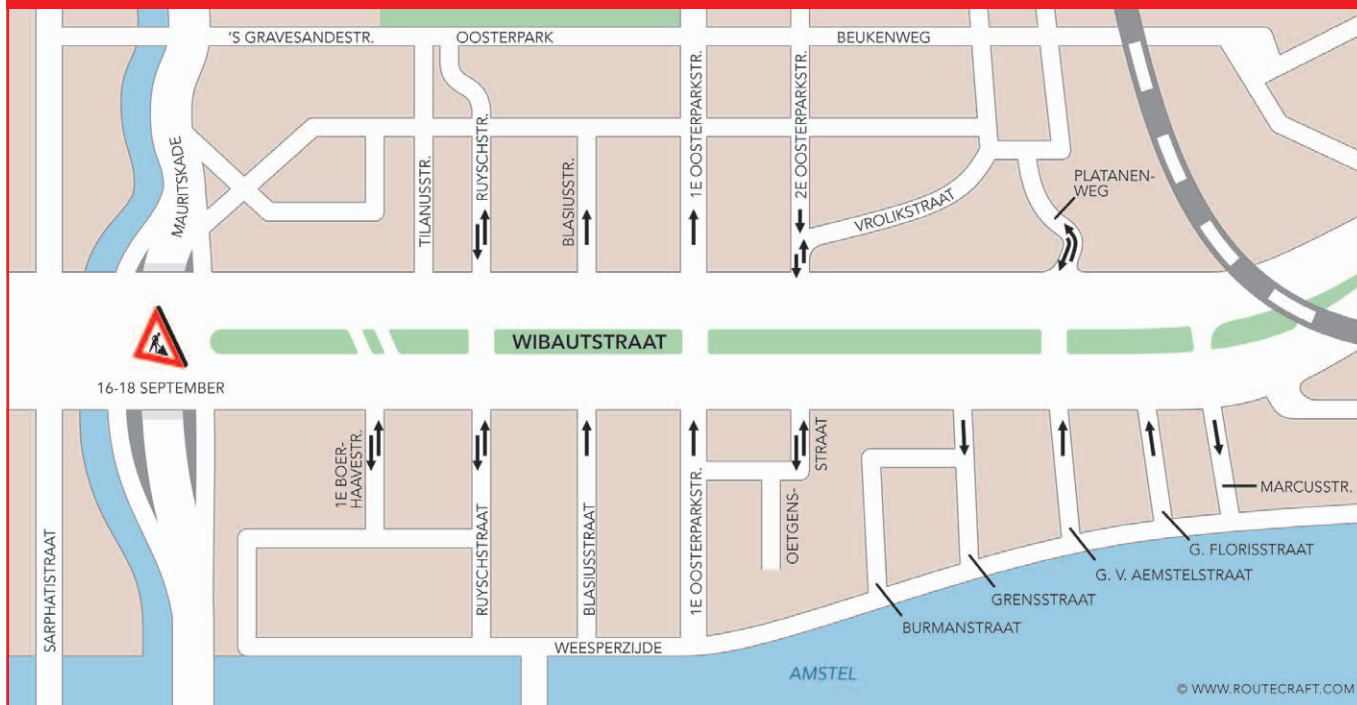 'S GRAVESANDESTR.
OOSTERPARK
BEUKENWEG
MAURITSKADE
TILANUSSTR.
RUYSCHSTR.
BLASIUSSTR.
1E OOSTERPARKSTR.
2E OOSTERPARKSTR.
VROLIKSTRAAT
PLATANEN-
WEG
WIBAUTSTRAAT
16-18 SEPTEMBER
SARPHATISTRAAT
1E BOER-
HAAVESTR.
RUYSCHSTRAAT
BLASIUSSTRAAT
1E OOSTERPARKSTR.
OETGENS-
STRAAT
MARCUSSTR.
G. FLORISSTRAAT
G. V. AEMSTELSTRAAT
GRENSSTRAAT
BURMANSTRAAT
WEESPERZIJDE
AMSTEL
© WWW.ROUTECRAFT.COM